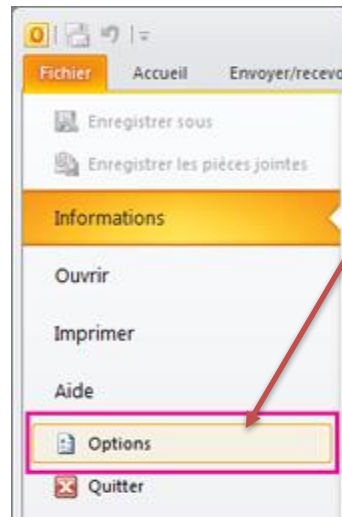 Fichier Accueil Envoyer/recevo
Enregistrer sous
Enregistrer les pièces jointes
Informations
Ouvrir
Imprimer
Aide
Options
Quitter